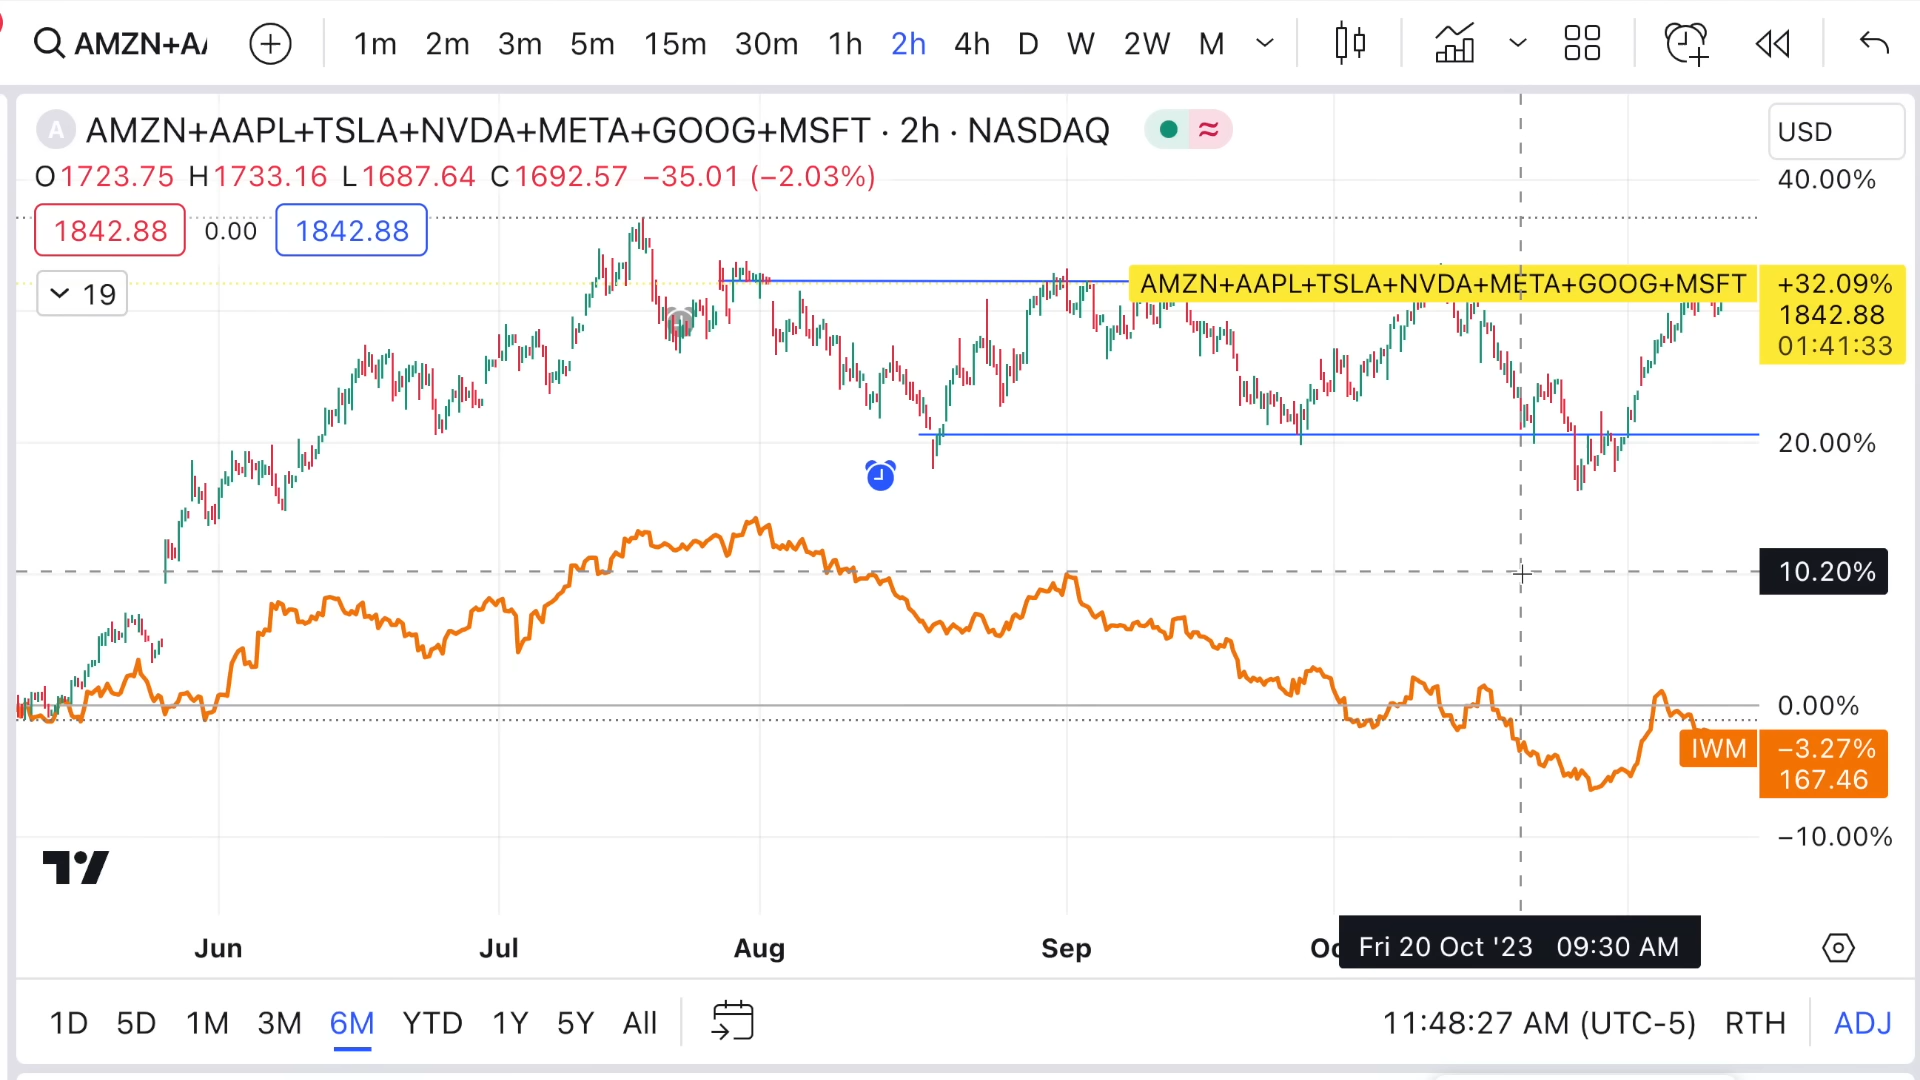 AMZN+AA 1m 2m 3m 5m 15m 30m 1h 2h 4h D W 2W M
A AMZN+AAPL+TSLA+NVDA+META+GOOG+MSFT · 2h · NASDAQ
USD
O1723.75 H1733.16 L1687.64 C1692.57 −35.01 (−2.03%)
40.00%
1842.88 0.00 1842.88
AMZN+AAPL+TSLA+NVDA+META+GOOG+MSFT +32.09%
19
1842.88
01:41:33
20.00%
10.20%
0.00%
IWM −3.27%
167.46
−10.00%
Jun Jul Aug Sep Oc Fri 20 Oct '23 09:30 AM
1D 5D 1M 3M 6M YTD 1Y 5Y All 11:48:27 AM (UTC-5) RTH ADJ